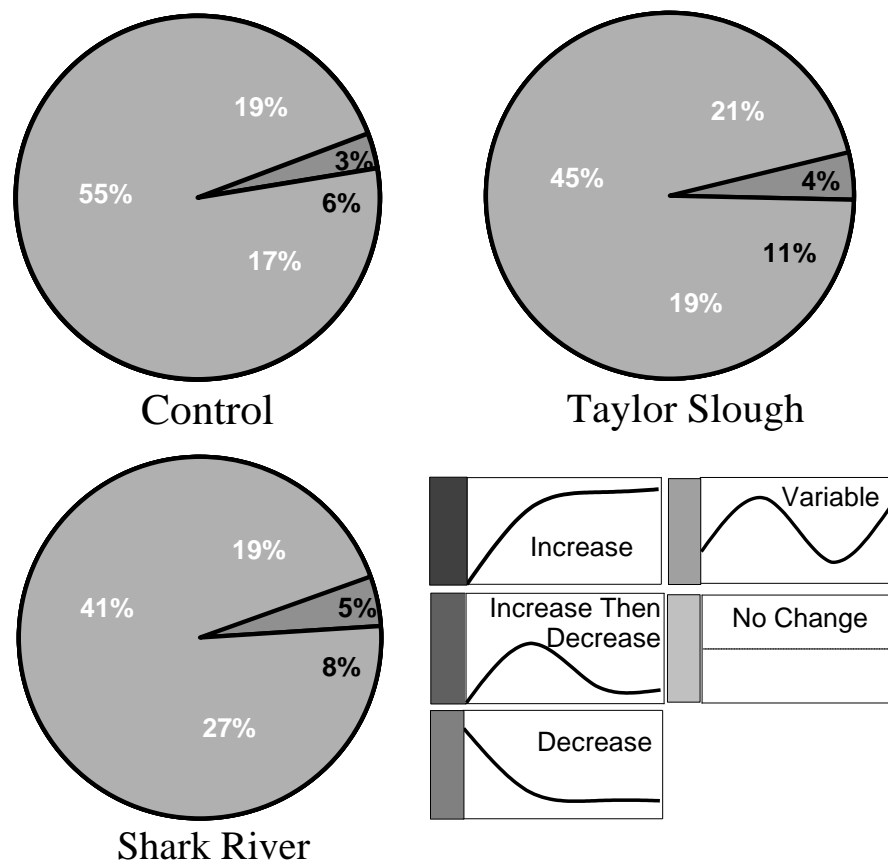 19%
3%
55%
6%
17%
Control
21%
4%
45%
11%
19%
Taylor Slough
19%
5%
41%
8%
27%
Shark River
Increase
Variable
Increase Then
Decrease
No Change
Decrease